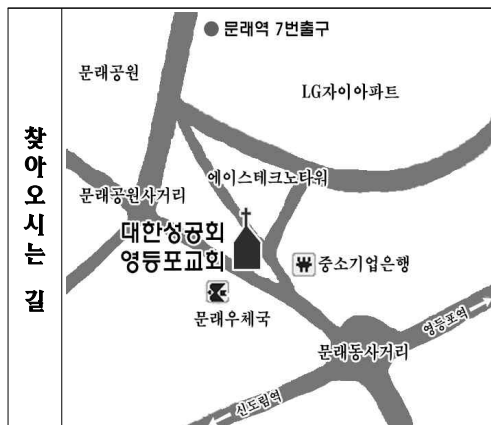 찾아오시는 길
문래역 7번출구
문래공원
LG자이아파트
에이스테크노타워
문래공원사거리
대한성공회
영등포교회
중소기업은행
문래우체국
영등포역
문래동사거리
신도림역